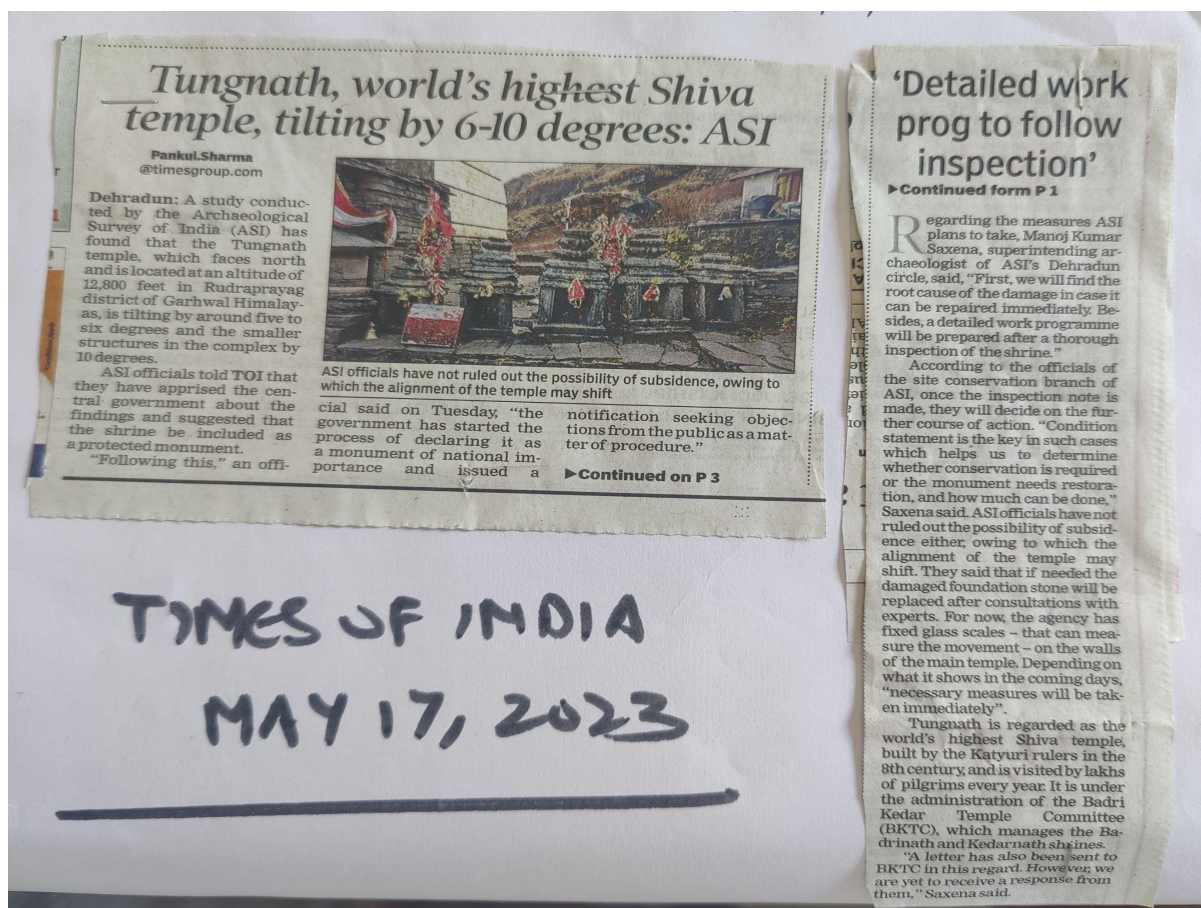 Tungnath, world's highest Shiva
temple, tilting by 6-10 degrees: ASI
Pankul.Sharma
@timesgroup.com
Dehradun: A study conduc-
ted by the Archaeological
Survey of India (ASI) has
found that the Tungnath
temple, which faces north
and is located at an altitude of
12,800 feet in Rudraprayag
district of Garhwal Himalay-
as, is tilting by around five to
six degrees and the smaller
structures in the complex by
10 degrees.
ASI officials told TOI that
they have apprised the cen-
tral government about the
findings and suggested that
the shrine be included as
a protected monument.
"Following this," an offi-
ASI officials have not ruled out the possibility of subsidence, owing to
which the alignment of the temple may shift
cial said on Tuesday, "the
government has started the
process of declaring it as
a monument of national im-
portance and issued a
notification seeking objec-
tions from the public as a mat-
ter of procedure."
▶Continued on P 3
'Detailed work
prog to follow
inspection'
▶Continued form P 1
Regarding the measures ASI
plans to take, Manoj Kumar
Saxena, superintending ar-
chaeologist of ASI's Dehradun
circle, said, "First, we will find the
root cause of the damage in case it
can be repaired immediately. Be-
sides, a detailed work programme
will be prepared after a thorough
inspection of the shrine."
According to the officials of
the site conservation branch of
ASI, once the inspection note is
made, they will decide on the fur-
ther course of action. "Condition
statement is the key in such cases
which helps us to determine
whether conservation is required
or the monument needs restora-
tion, and how much can be done,"
Saxena said. ASI officials have not
ruled out the possibility of subsid-
ence either, owing to which the
alignment of the temple may
shift. They said that if needed the
damaged foundation stone will be
replaced after consultations with
experts. For now, the agency has
fixed glass scales – that can mea-
sure the movement – on the walls
of the main temple. Depending on
what it shows in the coming days,
"necessary measures will be tak-
en immediately".
Tungnath is regarded as the
world's highest Shiva temple,
built by the Katyuri rulers in the
8th century, and is visited by lakhs
of pilgrims every year. It is under
the administration of the Badri
Kedar Temple Committee
(BKTC), which manages the Ba-
drinath and Kedarnath shrines.
"A letter has also been sent to
BKTC in this regard. However, we
are yet to receive a response from
them," Saxena said.
TIMES OF INDIA
MAY 17, 2023